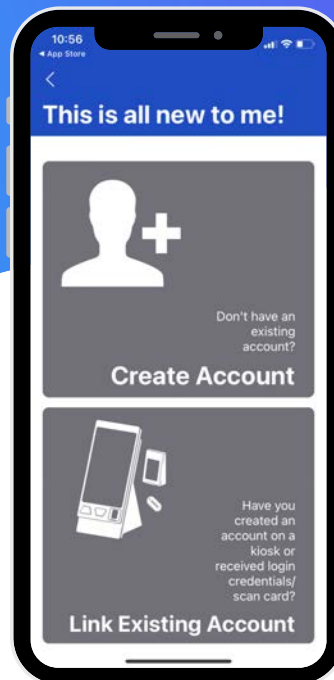 10:56
◀ App Store
This is all new to me!
Don't have an
existing
account?
Create Account
Have you
created an
account on a
kiosk or
received login
credentials/
scan card?
Link Existing Account